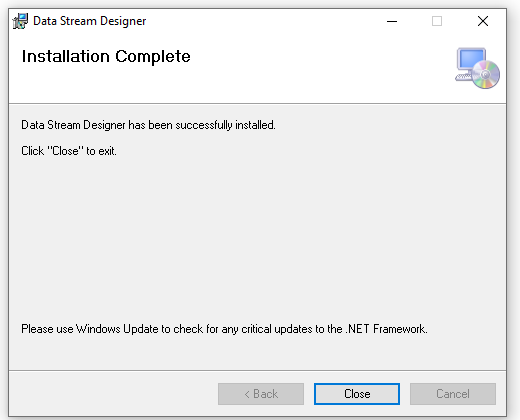 Data Stream Designer
Installation Complete
Data Stream Designer has been successfully installed.
Click "Close" to exit.
Please use Windows Update to check for any critical updates to the .NET Framework.
< Back
Close
Cancel